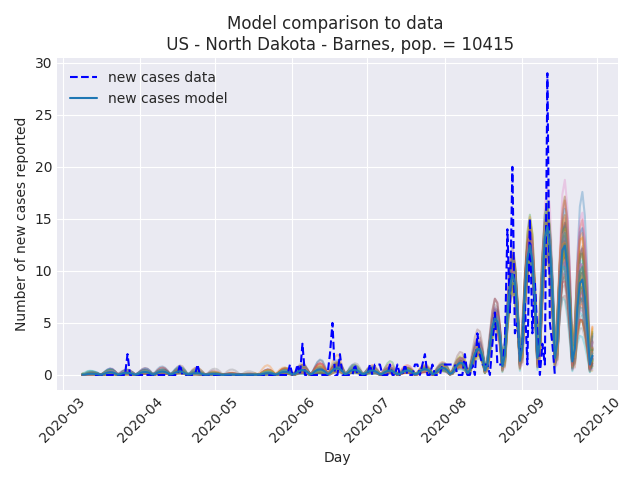 Model comparison to data
US - North Dakota - Barnes, pop. = 10415
new cases data
new cases model
Number of new cases reported
30
25
20
15
10
5
0
2020-03
2020-04
2020-05
2020-06
2020-07
2020-08
2020-09
2020-10
Day